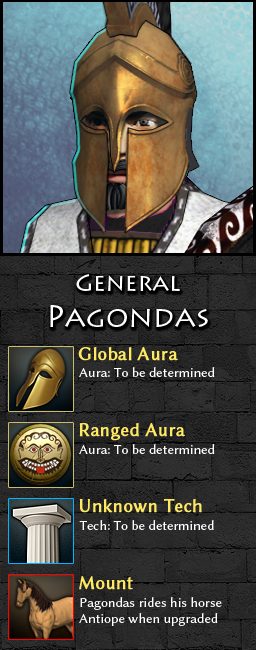 General
Pagondas
Global Aura
Aura: To be determined
Ranged Aura
Aura: To be determined
Unknown Tech
Tech: To be determined
Mount
Pagondas rides his horse
Antiope when upgraded